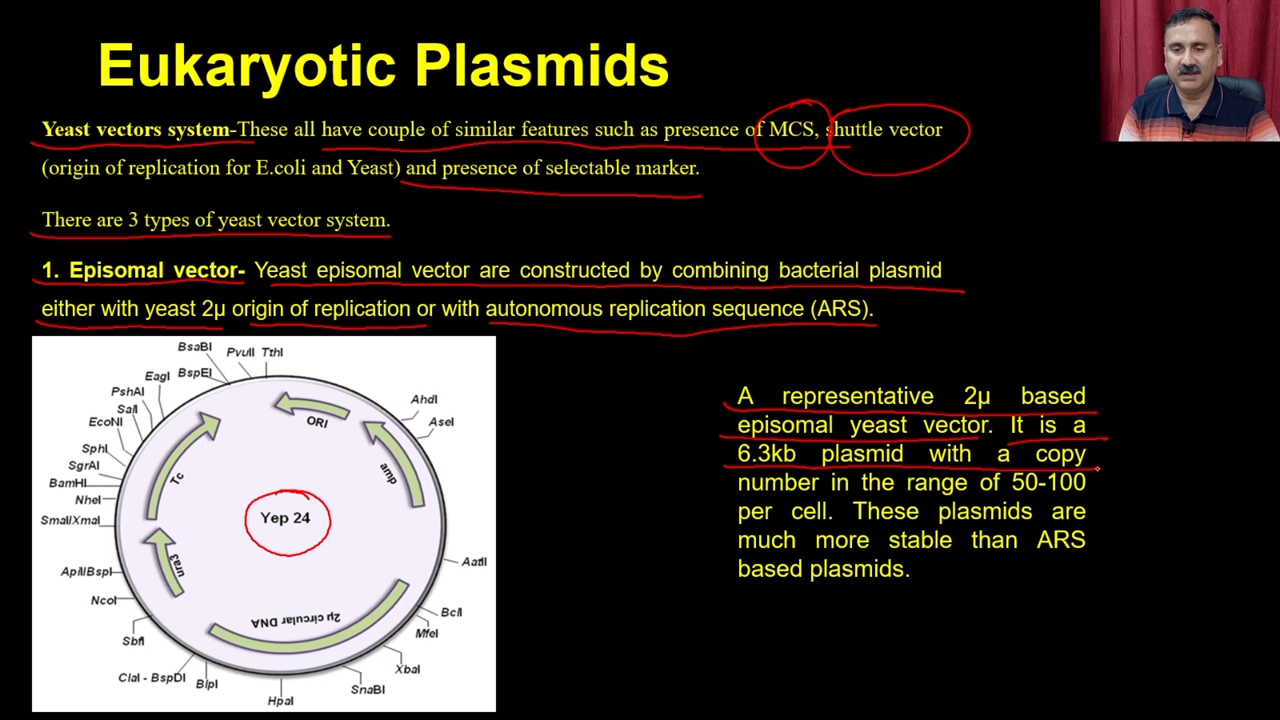 Eukaryotic Plasmids
Yeast vectors system-These all have couple of similar features such as presence of MCS, shuttle vector
(origin of replication for E.coli and Yeast) and presence of selectable marker.
There are 3 types of yeast vector system.
1. Episomal vector- Yeast episomal vector are constructed by combining bacterial plasmid
either with yeast 2µ origin of replication or with autonomous replication sequence (ARS).
BsaBI
PvuII TthI
BspEI
EagI
PshAI
SalI
EcoNI
SphI
SgrAI
BamHI
NheI
SmaI/XmaI
ApiI/BspI
NcoI
SbfI
ClaI - BspDI
BlpI
HpaI
SnaBI
XbaI
MfeI
BclI
AatII
AseI
AhdI
ORI
amp
Tc
ura3
2µ circular DNA
Yep 24
A representative 2µ based
episomal yeast vector. It is a
6.3kb plasmid with a copy
number in the range of 50-100
per cell. These plasmids are
much more stable than ARS
based plasmids.